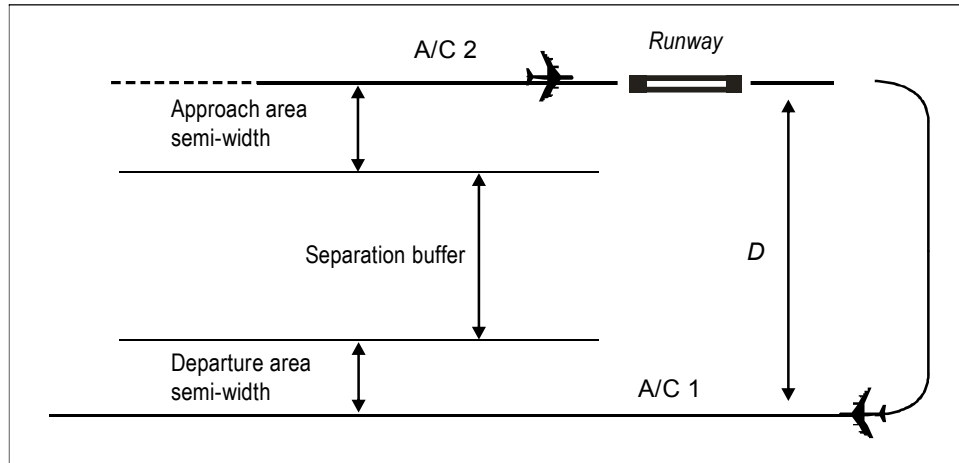 A/C 2
Runway
Approach area
semi-width
Separation buffer
D
Departure area
semi-width
A/C 1